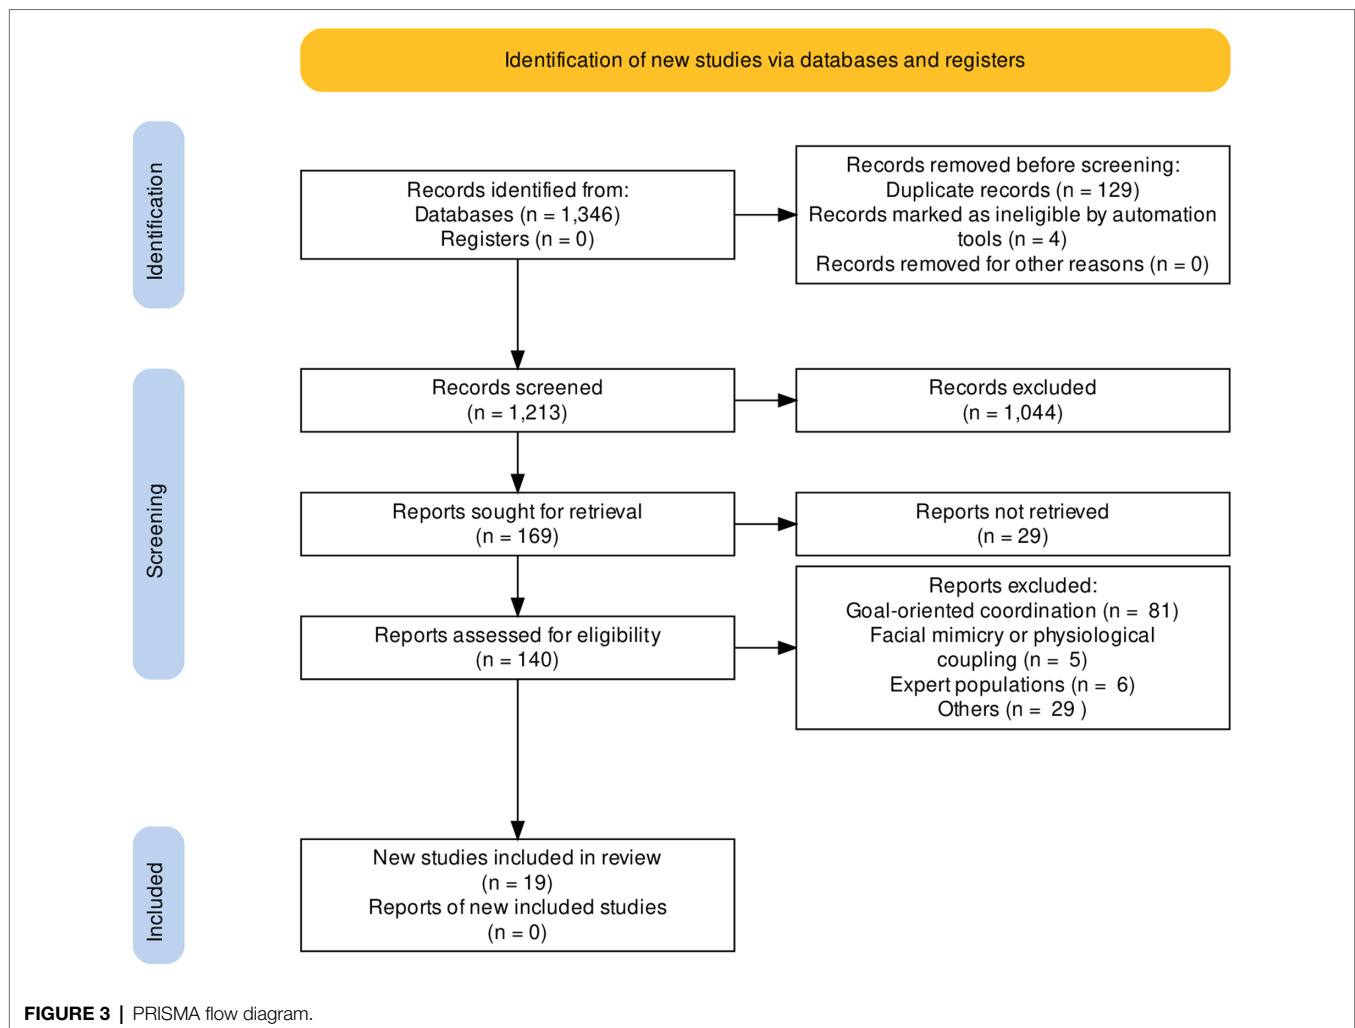 Identification of new studies via databases and registers
Identification
Records identified from:
Databases (n = 1,346)
Registers (n = 0)
Records removed before screening:
Duplicate records (n = 129)
Records marked as ineligible by automation
tools (n = 4)
Records removed for other reasons (n = 0)
Screening
Records screened
(n = 1,213)
Records excluded
(n = 1,044)
Reports sought for retrieval
(n = 169)
Reports not retrieved
(n = 29)
Reports assessed for eligibility
(n = 140)
Reports excluded:
Goal-oriented coordination (n =  81)
Facial mimicry or physiological
coupling (n =  5)
Expert populations (n =  6)
Others (n =  29 )
Included
New studies included in review
(n = 19)
Reports of new included studies
(n = 0)
FIGURE 3 | PRISMA flow diagram.